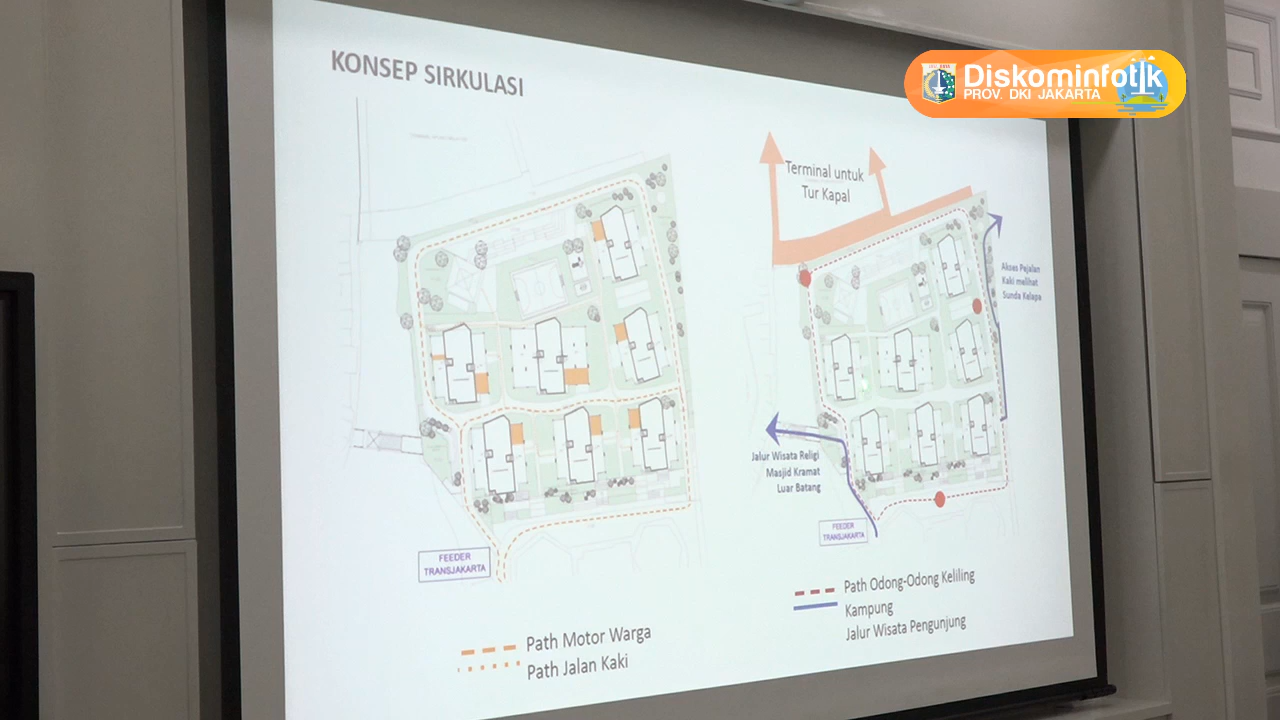 KONSEP SIRKULASI
Diskominfotik
PROV. DKI JAKARTA
Terminal untuk
Tur Kapal
Akses Pejalan
Kaki melihat
Sunda Kelapa
Jalur Wisata Religi
Masjid Kramat
Luar Batang
FEEDER
TRANSJAKARTA
FEEDER
TRANSJAKARTA
Path Motor Warga
Path Jalan Kaki
Path Odong-Odong Keliling
Kampung
Jalur Wisata Pengunjung